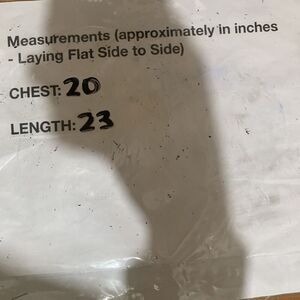 Measurements (approximately in inches
- Laying Flat Side to Side)
CHEST: 20
LENGTH: 23